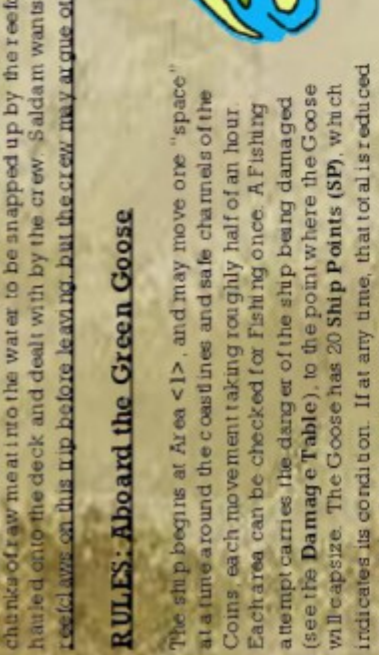 chunks of raw meat into the water to be snapped up by the reef
hauled onto the deck and dealt with by the crew. Saldam wants
reefclaws on this trip before leaving, but the crew may argue ot
RULES: Aboard the Green Goose
The ship begins at Area <1>, and may move one "space"
at a time around the coastlines and safe channels of the
Coins each movement taking roughly half of an hour.
Each area can be checked for Fishing once. A Fishing
attempt carries the danger of the ship being damaged
(see the Damage Table), to the point where the Goose
will capsize. The Goose has 20 Ship Points (SP), which
indicates its condition. If at any time, that total is reduced